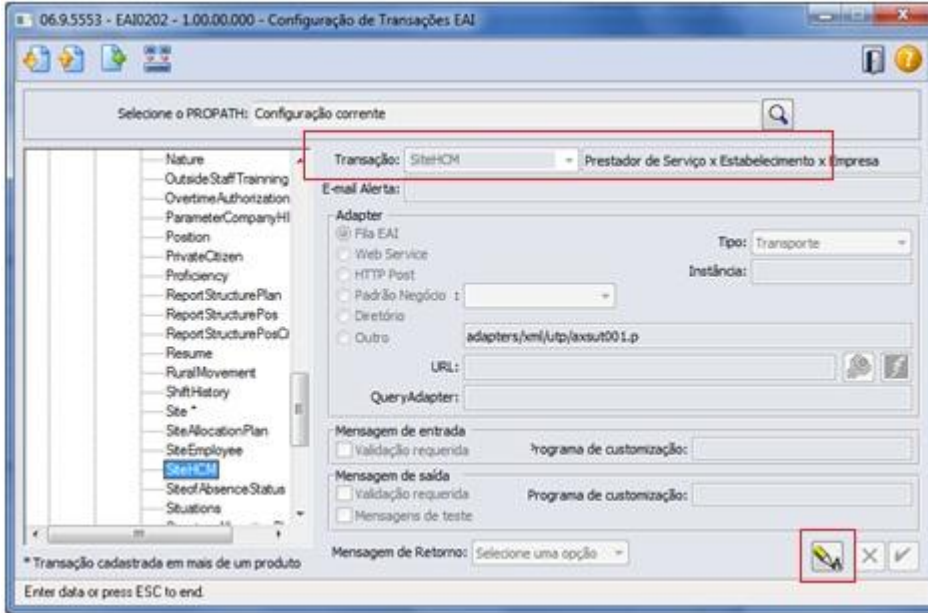 06.9.5553 - EAI0202 - 1.00.00.000 - Configuração de Transações EAI
Selecione o PROPATH: Configuração corrente
Nature
OutsideStaffTrainning
OvertimeAuthorization
ParameterCompanyHI
Position
PrivateCitizen
Proficiency
ReportStructurePlan
ReportStructurePos
ReportStructurePosO
Resume
RuralMovement
ShiftHistory
Site *
SiteAllocationPlan
SiteEmployee
SiteHCM
SiteofAbsenceStatus
Situations
* Transação cadastrada em mais de um produto
Transação: SiteHCM Prestador de Serviço x Estabelecimento x Empresa
E-mail Alerta:
Adapter
Fila EAI
Tipo: Transporte
Web Service
Instância:
HTTP Post
Padrão Negócio :
Diretório
Outro adapters/xml/utp/axsut001.p
URL:
QueryAdapter:
Mensagem de entrada
Validação requerida Programa de customização:
Mensagem de saída
Validação requerida Programa de customização:
Mensagens de teste
Mensagem de Retorno: Selecione uma opção
Enter data or press ESC to end.